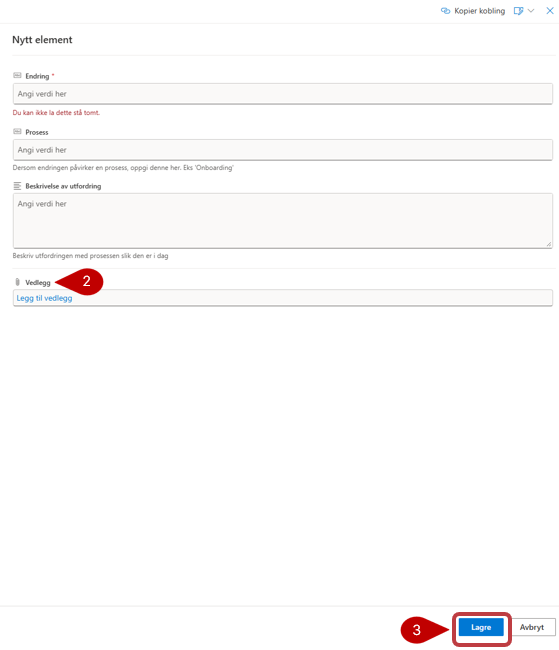 Kopier kobling
Nytt element
Endring *
Angi verdi her
Du kan ikke la dette stå tomt.
Prosess
Angi verdi her
Dersom endringen påvirker en prosess, oppgi denne her. Eks 'Onboarding'
Beskrivelse av utfordring
Angi verdi her
Beskriv utfordringen med prosessen slik den er i dag
Vedlegg 2
Legg til vedlegg
3 Lagre Avbryt